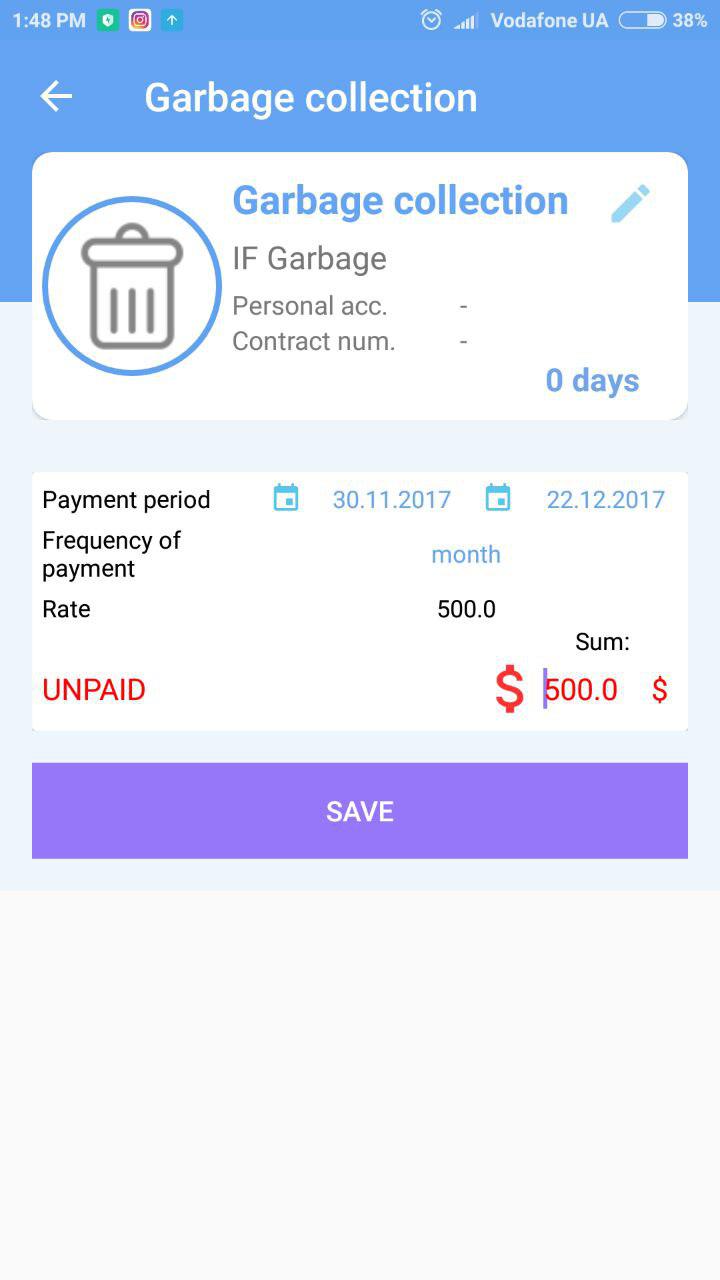 1:48 PM Vodafone UA 38%
Garbage collection
Garbage collection
IF Garbage
Personal acc. -
Contract num. -
0 days
Payment period 30.11.2017 22.12.2017
Frequency of
payment
month
Rate 500.0
Sum:
UNPAID $ 500.0 $
SAVE